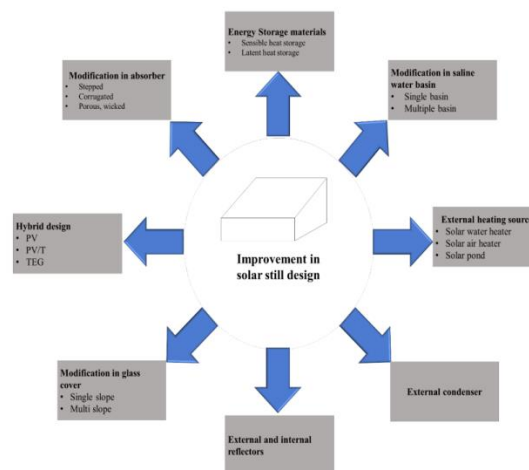 Energy Storage materials
• Sensible heat storage
• Latent heat storage
Modification in absorber
• Stepped
• Corrugated
• Porous, wicked
Modification in saline
water basin
• Single basin
• Multiple basin
Hybrid design
• PV
• PV/T
• TEG
Improvement in
solar still design
External heating source
• Solar water heater
• Solar air heater
• Solar pond
Modification in glass
cover
• Single slope
• Multi slope
External and internal
reflectors
External condenser